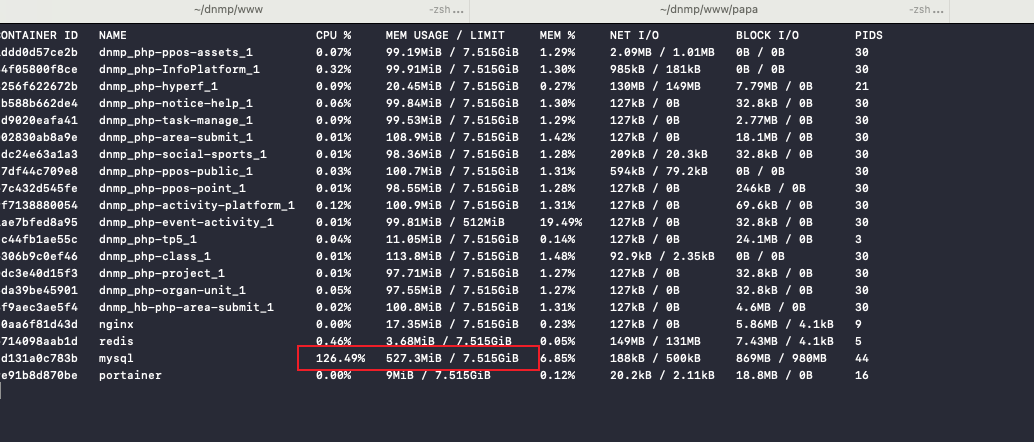 ~/dnmp/www -zsh ... ~/dnmp/www/papa -zsh ...
ONTAINER ID NAME CPU % MEM USAGE / LIMIT MEM % NET I/O BLOCK I/O PIDS
ddd0d57ce2b dnmp_php-ppos-assets_1 0.07% 99.19MiB / 7.515GiB 1.29% 2.09MB / 1.01MB 0B / 0B 30
4f05800f8ce dnmp_php-InfoPlatform_1 0.32% 99.91MiB / 7.515GiB 1.30% 985kB / 181kB 0B / 0B 30
256f622672b dnmp_php-hyperf_1 0.09% 20.45MiB / 7.515GiB 0.27% 130MB / 149MB 7.79MB / 0B 21
b588b662de4 dnmp_php-notice-help_1 0.06% 99.84MiB / 7.515GiB 1.30% 127kB / 0B 32.8kB / 0B 30
d9020eafa41 dnmp_php-task-manage_1 0.09% 99.53MiB / 7.515GiB 1.29% 127kB / 0B 2.77MB / 0B 30
02830ab8a9e dnmp_php-area-submit_1 0.01% 108.9MiB / 7.515GiB 1.42% 127kB / 0B 18.1MB / 0B 30
dc24e63a1a3 dnmp_php-social-sports_1 0.01% 98.36MiB / 7.515GiB 1.28% 209kB / 20.3kB 32.8kB / 0B 30
7df44c709e8 dnmp_php-ppos-public_1 0.03% 100.7MiB / 7.515GiB 1.31% 594kB / 79.2kB 0B / 0B 30
7c432d545fe dnmp_php-ppos-point_1 0.01% 98.55MiB / 7.515GiB 1.28% 127kB / 0B 246kB / 0B 30
f7138880054 dnmp_php-activity-platform_1 0.12% 100.9MiB / 7.515GiB 1.31% 127kB / 0B 69.6kB / 0B 30
ae7bfed8a95 dnmp_php-event-activity_1 0.01% 99.81MiB / 512MiB 19.49% 127kB / 0B 32.8kB / 0B 30
c44fb1ae55c dnmp_php-tp5_1 0.04% 11.05MiB / 7.515GiB 0.14% 127kB / 0B 24.1MB / 0B 3
306b9c0ef46 dnmp_php-class_1 0.01% 113.8MiB / 7.515GiB 1.48% 92.9kB / 2.35kB 0B / 0B 30
dc3e40d15f3 dnmp_php-project_1 0.01% 97.71MiB / 7.515GiB 1.27% 127kB / 0B 32.8kB / 0B 30
da39be45901 dnmp_php-organ-unit_1 0.05% 97.55MiB / 7.515GiB 1.27% 127kB / 0B 32.8kB / 0B 30
f9aec3ae5f4 dnmp_hb-php-area-submit_1 0.02% 100.8MiB / 7.515GiB 1.31% 127kB / 0B 4.6MB / 0B 30
0aa6f81d43d nginx 0.00% 17.35MiB / 7.515GiB 0.23% 127kB / 0B 5.86MB / 4.1kB 9
714098aab1d redis 0.46% 3.68MiB / 7.515GiB 0.05% 149MB / 131MB 7.43MB / 4.1kB 5
d131a0c783b mysql 126.49% 527.3MiB / 7.515GiB 6.85% 188kB / 500kB 869MB / 980MB 44
e91b8d870be portainer 0.00% 9MiB / 7.515GiB 0.12% 20.2kB / 2.11kB 18.8MB / 0B 16